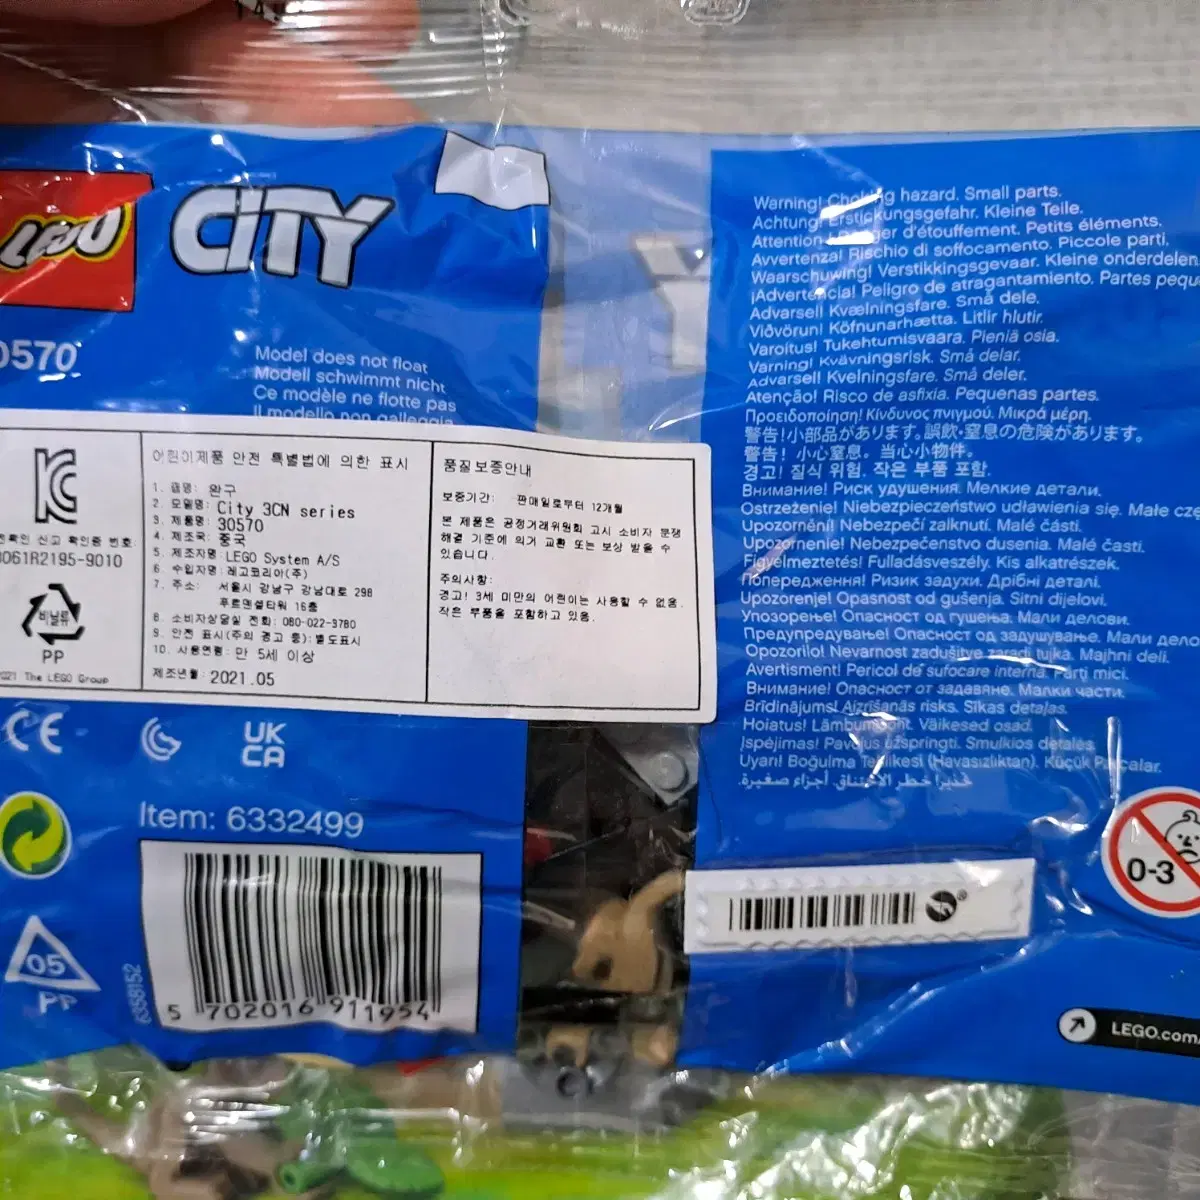 LEGO
CITY
0570
Model does not float
Modell schwimmt nicht
Ce modèle ne flotte pas
Il modello non galleggia
어린이제품 안전 특별법에 의한 표시
1. 품명: 완구
2. 모델명: City 3CN series
3. 제품명: 30570
4. 제조국: 중국
5. 제조자명: LEGO System A/S
6. 수입자명: 레고코리아(주)
7. 주소: 서울시 강남구 강남대로 298
푸르덴셜타워 16층
8. 소비자상담실 전화: 080-022-3780
9. 안전 표시(주의 경고 등): 별도표시
10. 사용연령: 만 5세 이상
제조년월: 2021.05
확인 신고 확인증 번호:
061R2195-9010
비닐류
PP
021 The LEGO Group
품질보증안내
보증기간: 판매일로부터 12개월
본 제품은 공정거래위원회 고시 소비자 분쟁
해결 기준에 의거 교환 또는 보상 받을 수
있습니다.
주의사항:
경고! 3세 미만의 어린이는 사용할 수 없음.
작은 부품을 포함하고 있음.
CE
UK
CA
Item: 6332499
5 702016 911954
6358152
05
PP
Warning! Choking hazard. Small parts.
Achtung! Erstickungsgefahr. Kleine Teile.
Attention ! Danger d'étouffement. Petits éléments.
Avvertenza! Rischio di soffocamento. Piccole parti.
Waarschuwing! Verstikkingsgevaar. Kleine onderdelen.
¡Advertencia! Peligro de atragantamiento. Partes pequ
Advarsel! Kvælningsfare. Små dele.
Viðvörun! Köfnunarhætta. Litlir hlutir.
Varoitus! Tukehtumisvaara. Pieniä osia.
Varning! Kvävningsrisk. Små delar.
Advarsel! Kvelningsfare. Små deler.
Atenção! Risco de asfixia. Pequenas partes.
Προειδοποίηση! Κίνδυνος πνιγμού. Μικρά μέρη.
警告!小部品があります。誤飲・窒息の危険があります。
警告! 小心窒息。当心小物件。
경고! 질식 위험. 작은 부품 포함.
Внимание! Риск удушения. Мелкие детали.
Ostrzeżenie! Niebezpieczeństwo udławienia się. Małe czę
Upozornění! Nebezpečí zalknutí. Malé části.
Upozornenie! Nebezpečenstvo dusenia. Malé časti.
Figyelmeztetés! Fulladásveszély. Kis alkatrészek.
Попередження! Ризик задухи. Дрібні деталі.
Upozorenje! Opasnost od gušenja. Sitni dijelovi.
Упозорење! Опасност од гушења. Мали делови.
Предупредување! Опасност од задушување. Мали дело
Opozorilo! Nevarnost zadušitve zaradi tujka. Majhni deli.
Avertisment! Pericol de sufocare internă. Părți mici.
Внимание! Опасност от задавяне. Малки части.
Brīdinājums! Aizrīšanās risks. Sīkas detaļas.
Hoiatus! Lämbumisoht. Väikesed osad.
Įspėjimas! Pavojus užspringti. Smulkios detalės.
Uyarı! Boğulma Tehlikesi (Havasızlıktan). Küçük Parçalar.
تحذير! خطر الاختناق. أجزاء صغيرة.
0-3
LEGO.com/